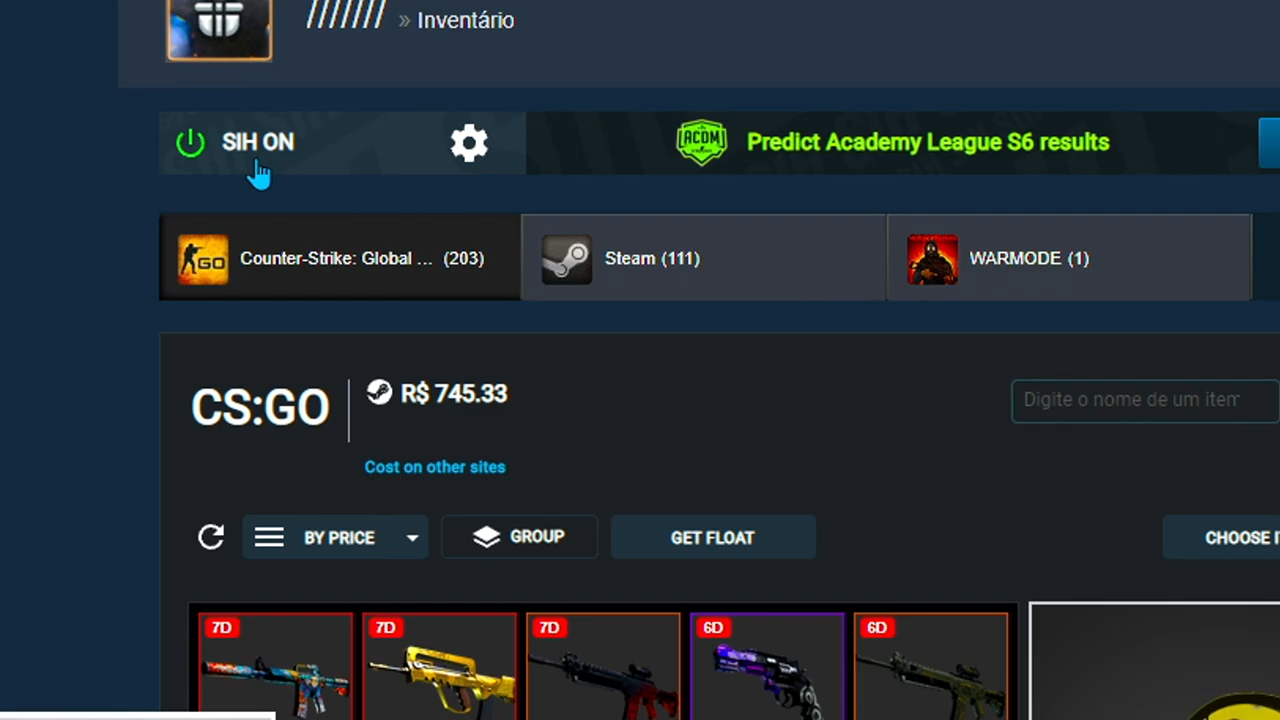 /////// » Inventário
SIH ON
ACDM
Predict Academy League S6 results
GO
Counter-Strike: Global ... (203)
Steam (111)
WARMODE (1)
CS:GO
R$ 745.33
Digite o nome de um item
Cost on other sites
BY PRICE
GROUP
GET FLOAT
CHOOSE
7D
7D
7D
6D
6D